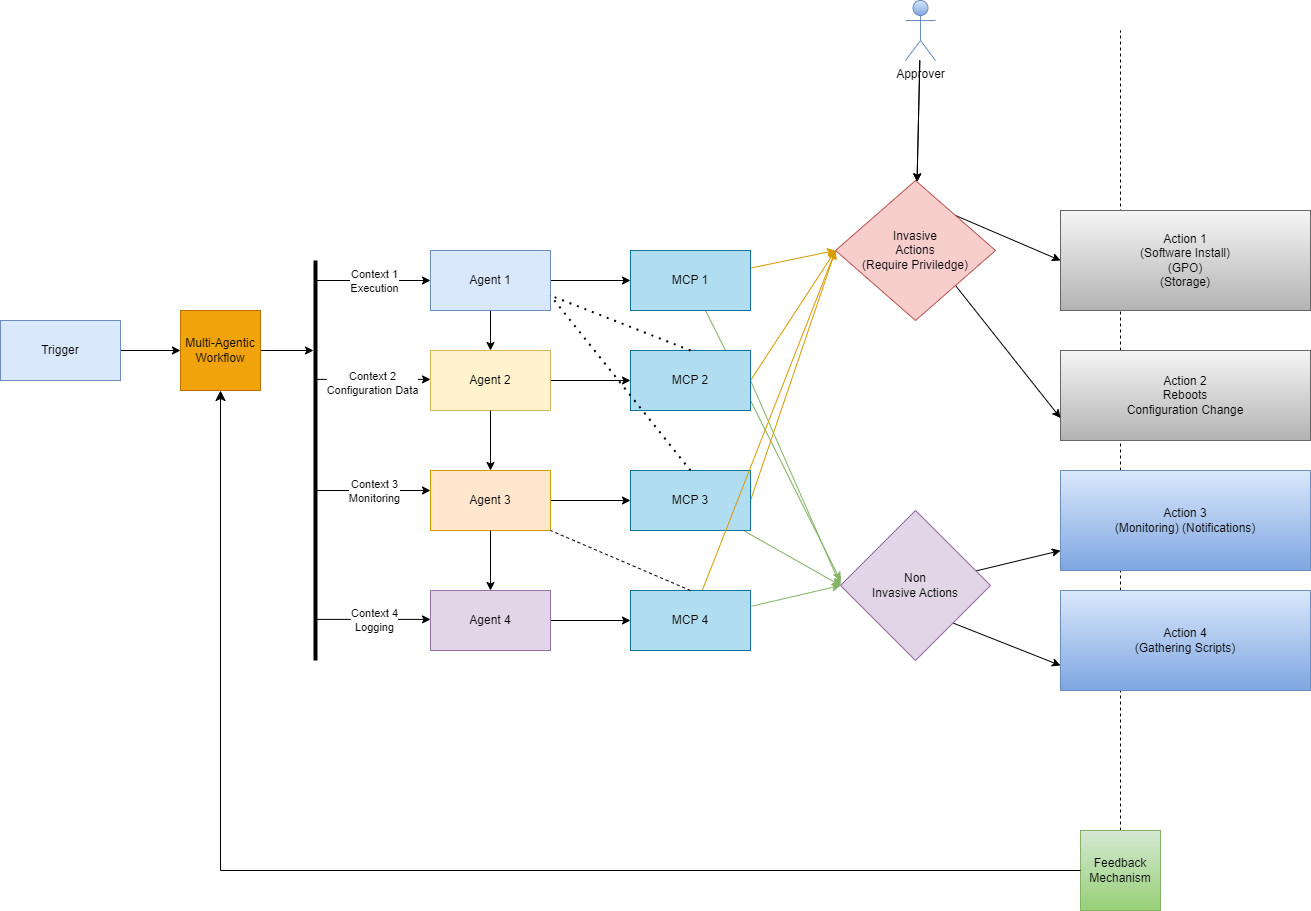 Approver
Invasive
Actions
(Require Priviledge)
Action 1
(Software Install)
(GPO)
(Storage)
Context 1
Execution
Agent 1
MCP 1
Trigger
Multi-Agentic
Workflow
Context 2
Configuration Data
Agent 2
MCP 2
Action 2
Reboots
Configuration Change
Context 3
Monitoring
Agent 3
MCP 3
Action 3
(Monitoring) (Notifications)
Non
Invasive Actions
Context 4
Logging
Agent 4
MCP 4
Action 4
(Gathering Scripts)
Feedback
Mechanism